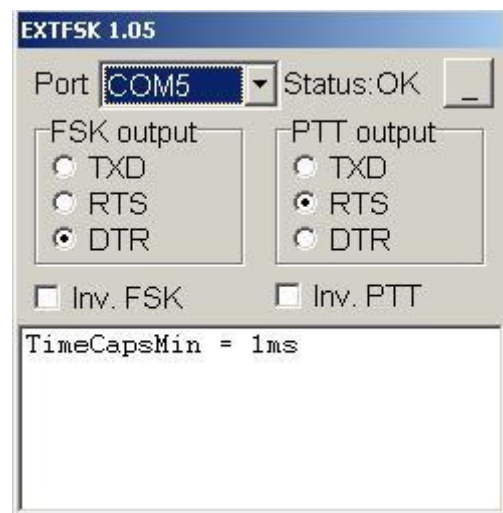 EXTFSK 1.05
Port COM5 Status:OK _
FSK output PTT output
TXD TXD
RTS RTS
DTR DTR
Inv. FSK Inv. PTT
TimeCapsMin = 1ms